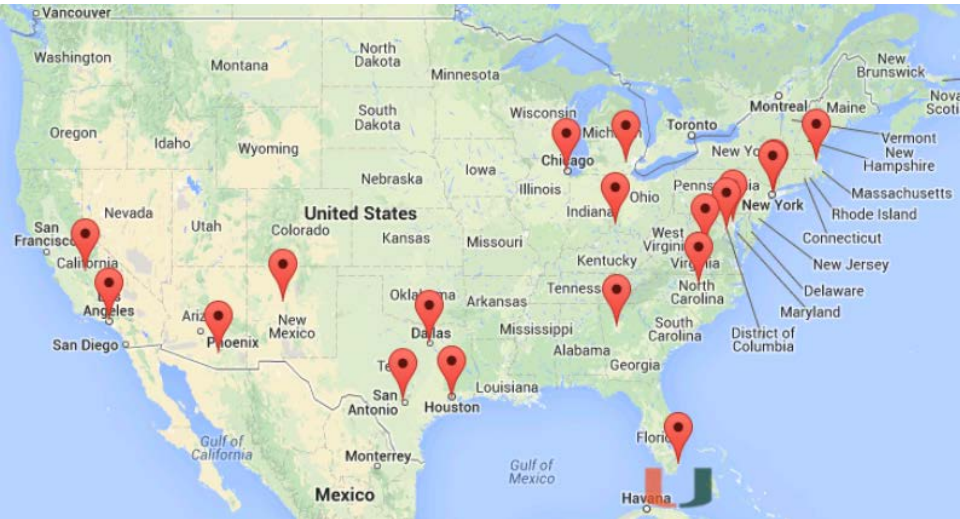 Vancouver
Washington
Montana
North
Dakota
Minnesota
New
Brunswick
Montreal
Maine
Nova
Oregon
Idaho
Wyoming
South
Dakota
Wisconsin
Toronto
Vermont
New
Hampshire
Nebraska
Iowa
Chicago
Illinois
Indiana
Ohio
New York
Massachusetts
Rhode Island
Connecticut
Nevada
Utah
Colorado
United States
Kansas
Missouri
West
Virginia
New Jersey
San
Francisco
California
Kentucky
Virginia
Delaware
Maryland
District of
Columbia
Los
Angeles
Phoenix
New
Mexico
Oklahoma
Arkansas
North
Carolina
San Diego
Dallas
Mississippi
Alabama
South
Carolina
Georgia
San
Antonio
Houston
Louisiana
Gulf of
California
Monterrey
Gulf of
Mexico
Mexico
Havana